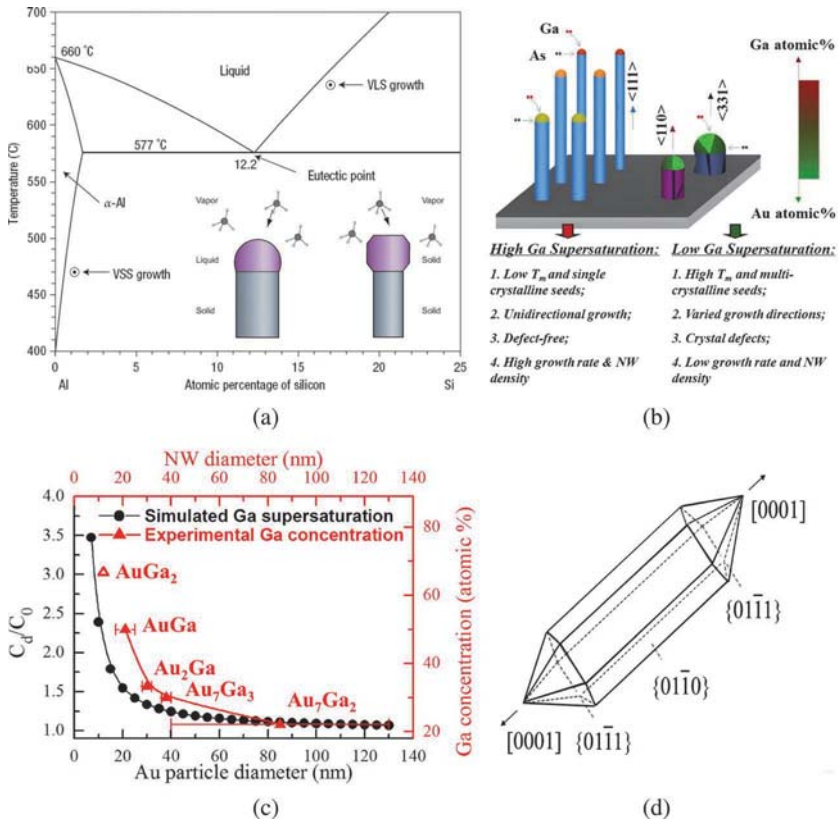 700
650
600
550
500
450
400
Temperature (°C)
660 °C
Liquid
VLS growth
577 °C
12.2
Eutectic point
α-Al
VSS growth
Vapor
Liquid
Solid
Vapor
Solid
Solid
0
5
10
15
20
25
Al
Atomic percentage of silicon
Si
(a)
Ga
As
<111>
<110>
<331>
Ga atomic%
Au atomic%
High Ga Supersaturation:
1. Low Tm and single
crystalline seeds;
2. Unidirectional growth;
3. Defect-free;
4. High growth rate & NW
density
Low Ga Supersaturation:
1. High Tm and multi-
crystalline seeds;
2. Varied growth directions;
3. Crystal defects;
4. Low growth rate and NW
density
(b)
NW diameter (nm)
0 20 40 60 80 100 120 140
4.0
3.5
3.0
2.5
2.0
1.5
1.0
Cd/C0
Simulated Ga supersaturation
Experimental Ga concentration
AuGa2
AuGa
Au2Ga
Au7Ga3
Au7Ga2
80
60
40
20
Ga concentration (atomic %)
0 20 40 60 80 100 120 140
Au particle diameter (nm)
(c)
[0001]
{011̄1}
{011̄0}
[0001] {011̄1}
(d)